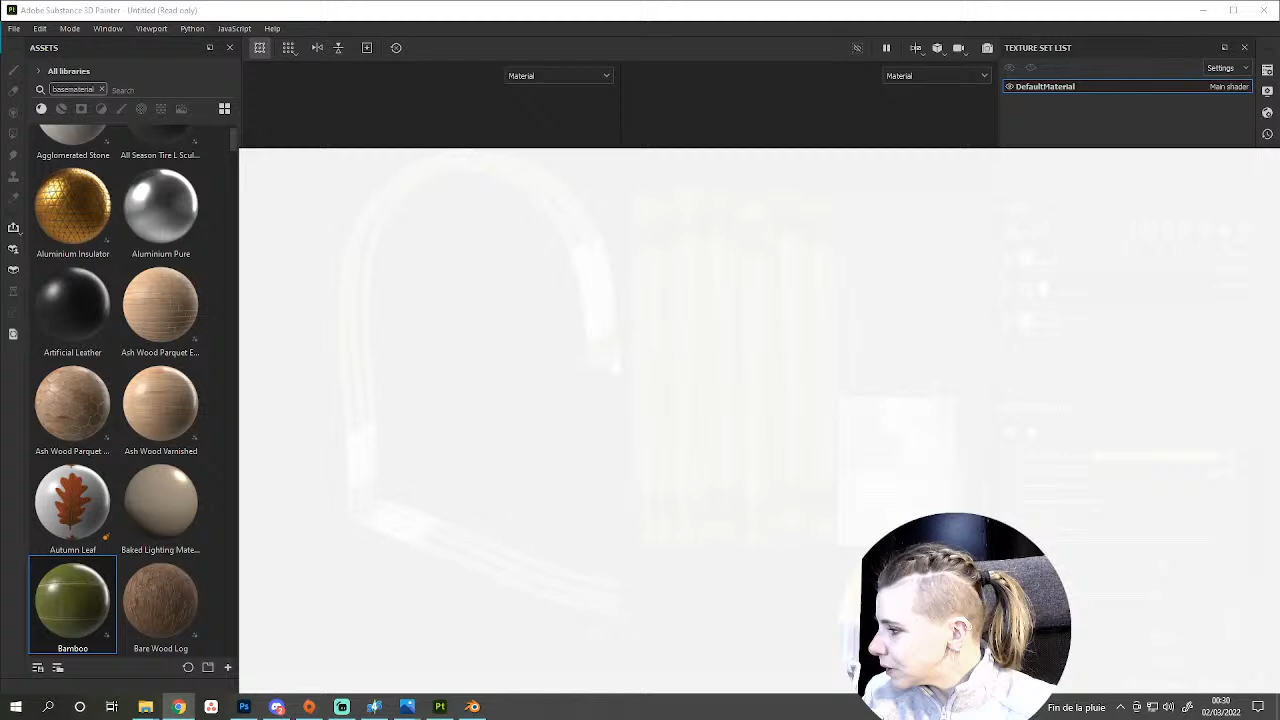 Adobe Substance 3D Painter - Untitled (Read only)
File Edit Mode Window Viewport Python JavaScript Help
ASSETS
All libraries
basematerial Search
Material
Material
TEXTURE SET LIST
Settings
DefaultMaterial Main shader
Agglomerated Stone All Season Tire L Scul...
Aluminium Insulator Aluminium Pure
Artificial Leather Ash Wood Parquet E...
Ash Wood Parquet ... Ash Wood Varnished
Autumn Leaf Baked Lighting Mate...
Bamboo Bare Wood Log
Fin de la pluie
00:30
02/03/2022